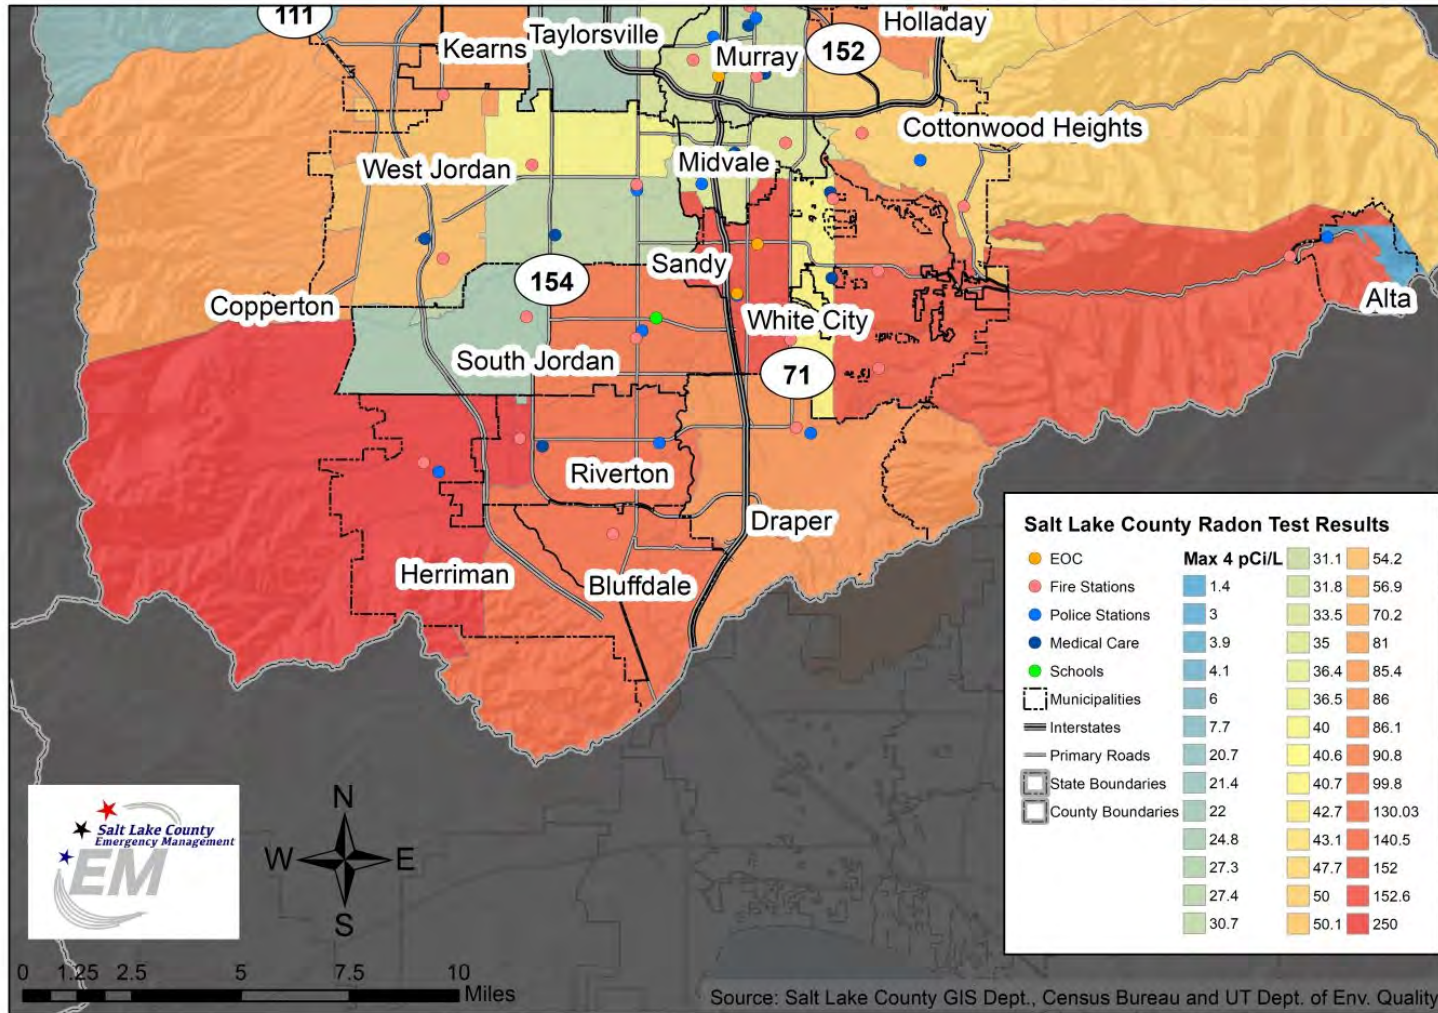 111
Kearns
Taylorsville
Murray
152
Holladay
Cottonwood Heights
West Jordan
Midvale
Sandy
154
Copperton
White City
Alta
South Jordan
71
Riverton
Draper
Herriman
Bluffdale
Salt Lake County Radon Test Results
EOC
Fire Stations
Police Stations
Medical Care
Schools
Municipalities
Interstates
Primary Roads
State Boundaries
County Boundaries
Max 4 pCi/L
1.4
3
3.9
4.1
6
7.7
20.7
21.4
22
24.8
27.3
27.4
30.7
31.1
31.8
33.5
35
36.4
36.5
40
40.6
40.7
42.7
43.1
47.7
50
50.1
54.2
56.9
70.2
81
85.4
86
86.1
90.8
99.8
130.03
140.5
152
152.6
250
Salt Lake County
Emergency Management
EM
N
W E
S
0 1.25 2.5 5 7.5 10
Miles
Source: Salt Lake County GIS Dept., Census Bureau and UT Dept. of Env. Quality